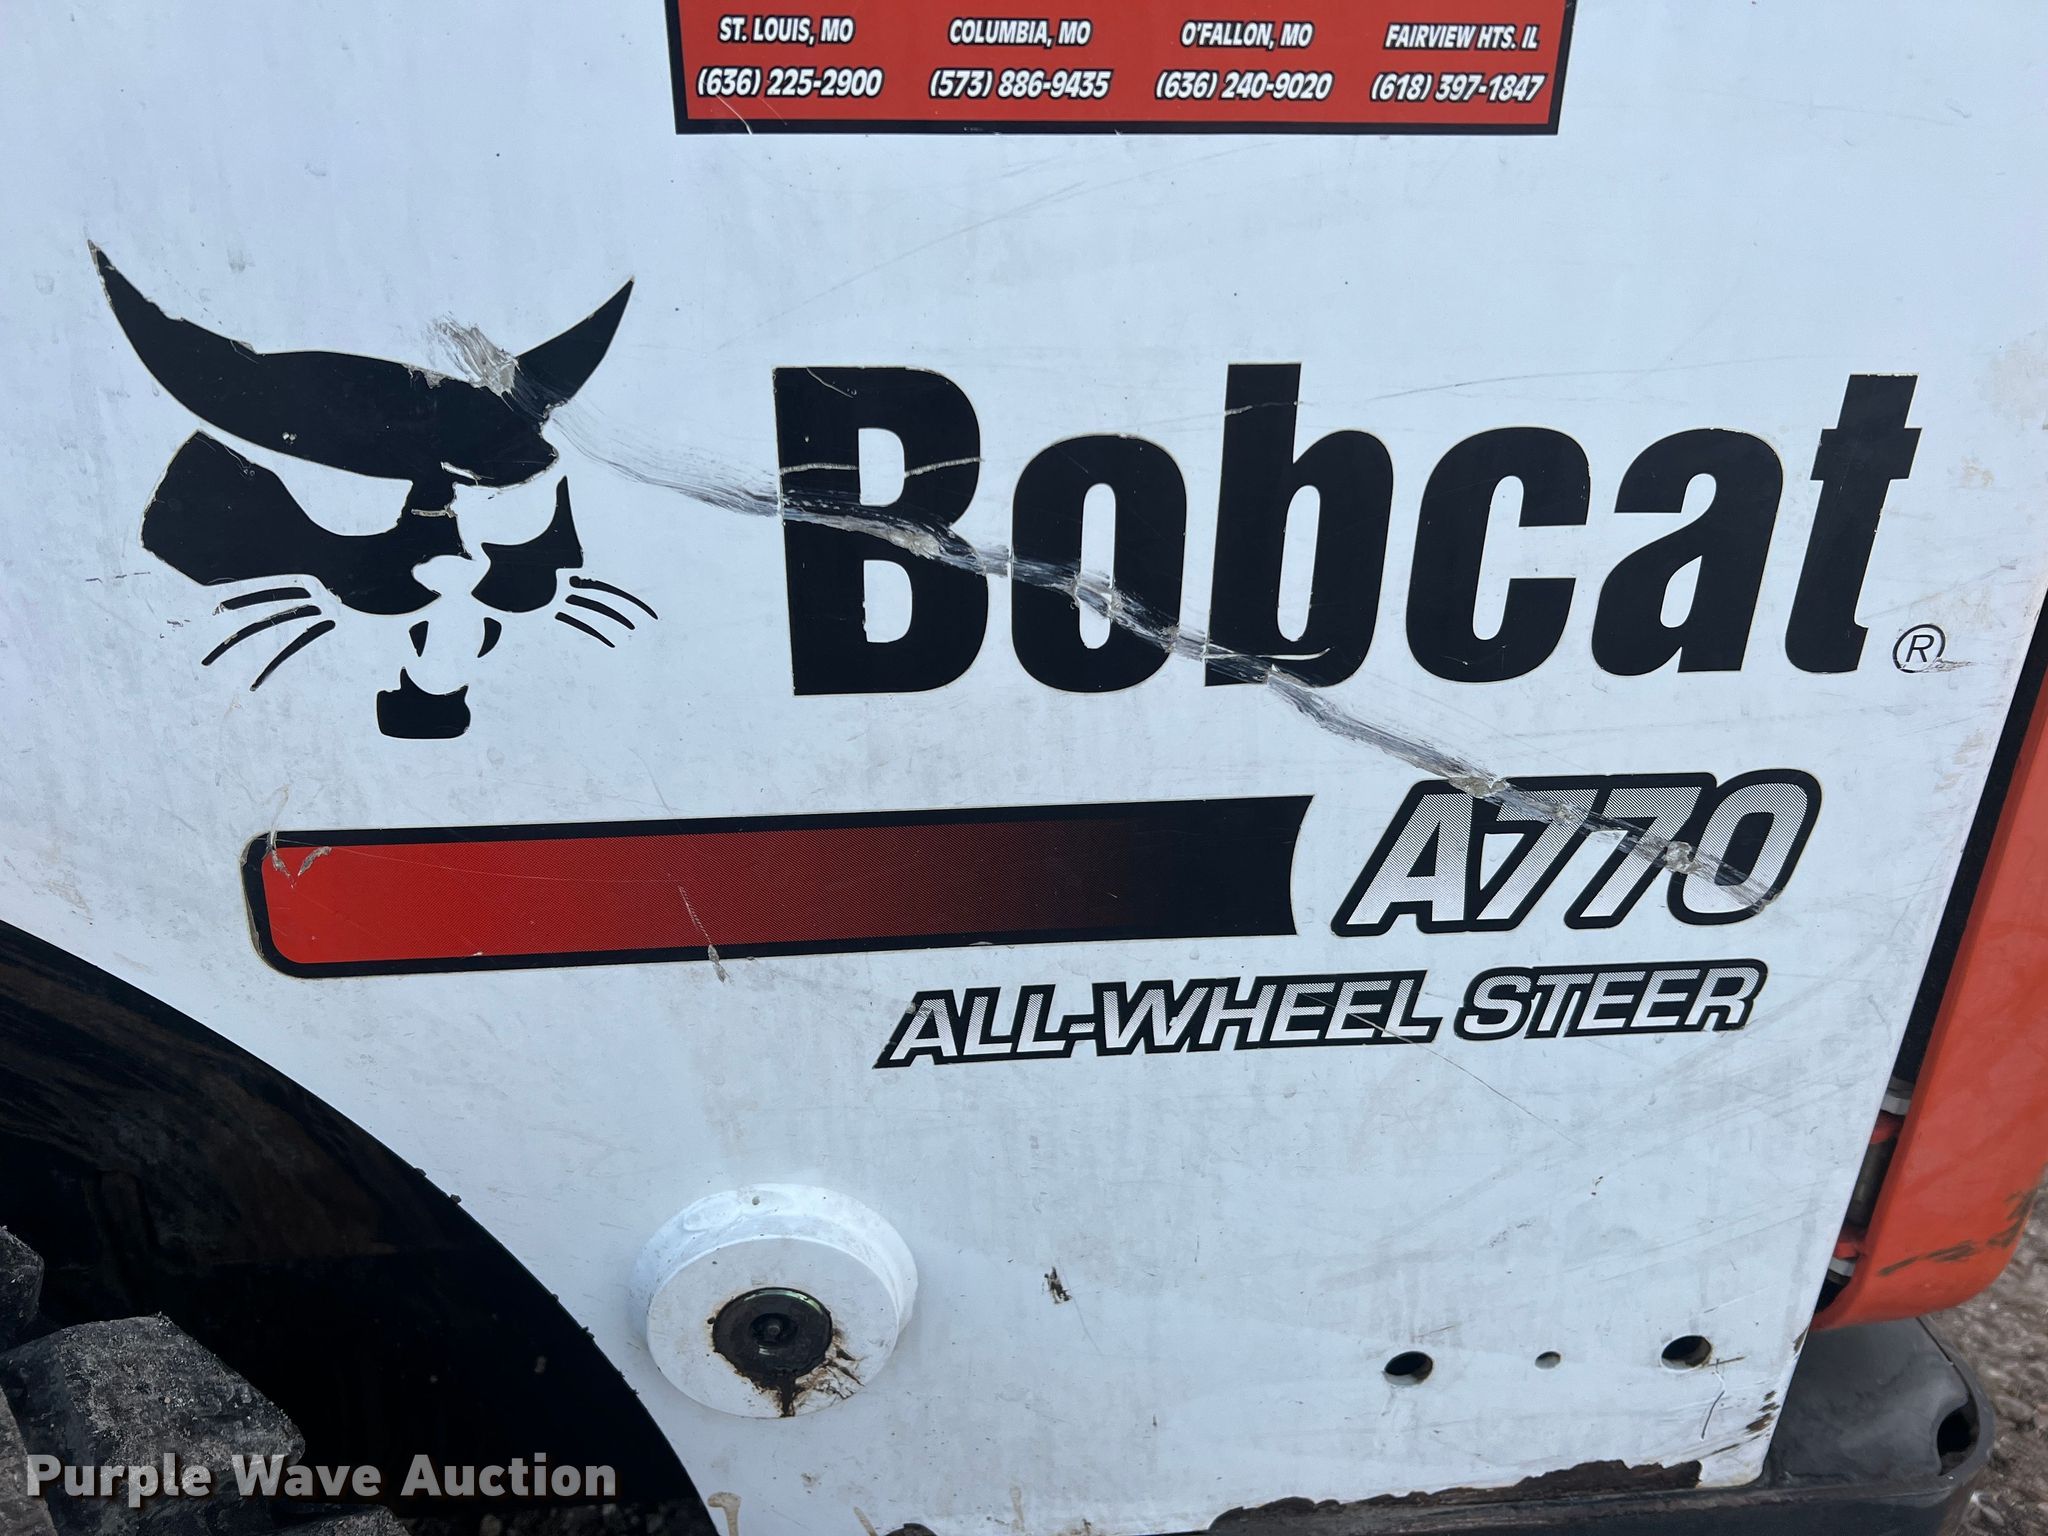 ST. LOUIS, MO COLUMBIA, MO O'FALLON, MO FAIRVIEW HTS. IL
(636) 225-2900 (573) 886-9435 (636) 240-9020 (618) 397-1847
Bobcat ®
A770
ALL-WHEEL STEER
Purple Wave Auction